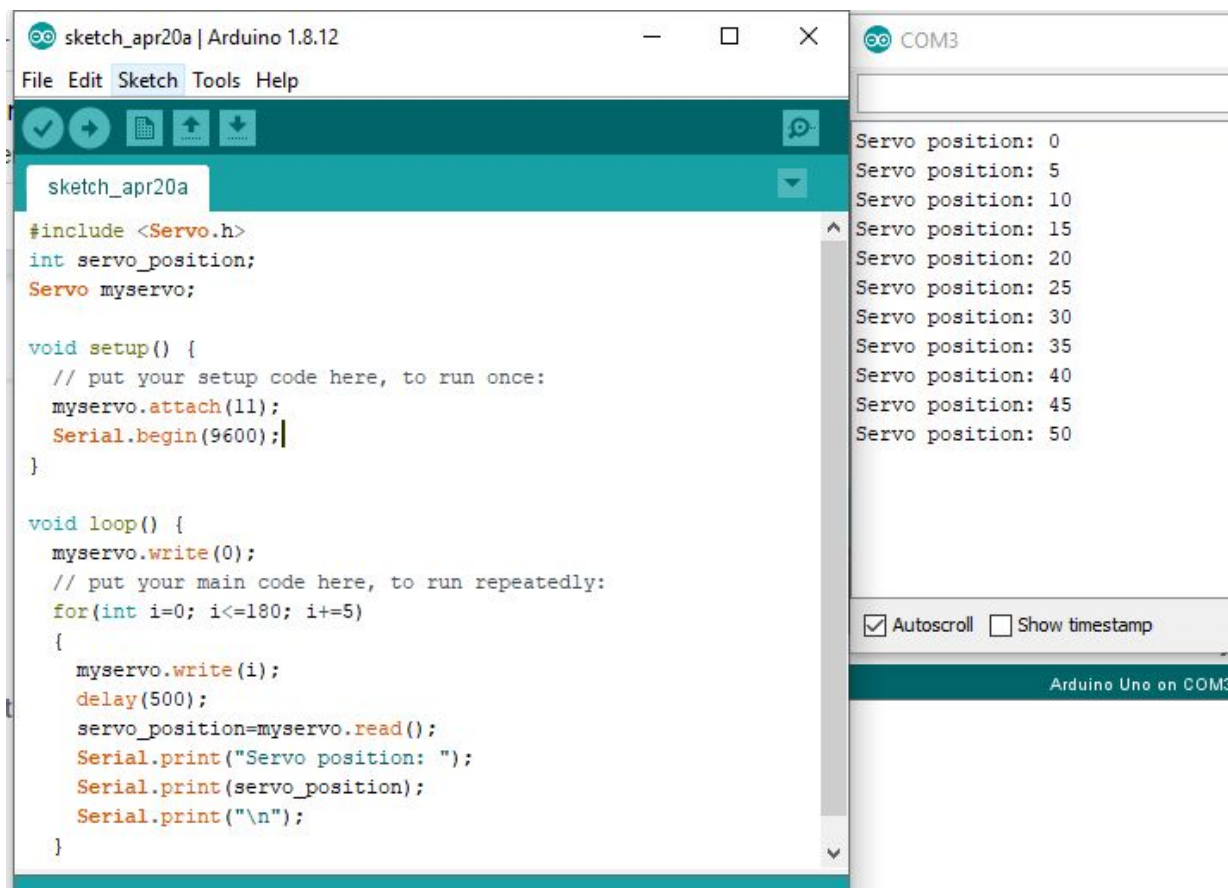 sketch_apr20a | Arduino 1.8.12
File Edit Sketch Tools Help
sketch_apr20a
#include <Servo.h>
int servo_position;
Servo myservo;
void setup() {
// put your setup code here, to run once:
myservo.attach(11);
Serial.begin(9600);
}
void loop() {
myservo.write(0);
// put your main code here, to run repeatedly:
for(int i=0; i<=180; i+=5)
{
myservo.write(i);
delay(500);
servo_position=myservo.read();
Serial.print("Servo position: ");
Serial.print(servo_position);
Serial.print("\n");
}
COM3
Servo position: 0
Servo position: 5
Servo position: 10
Servo position: 15
Servo position: 20
Servo position: 25
Servo position: 30
Servo position: 35
Servo position: 40
Servo position: 45
Servo position: 50
Autoscroll Show timestamp
Arduino Uno on COM3